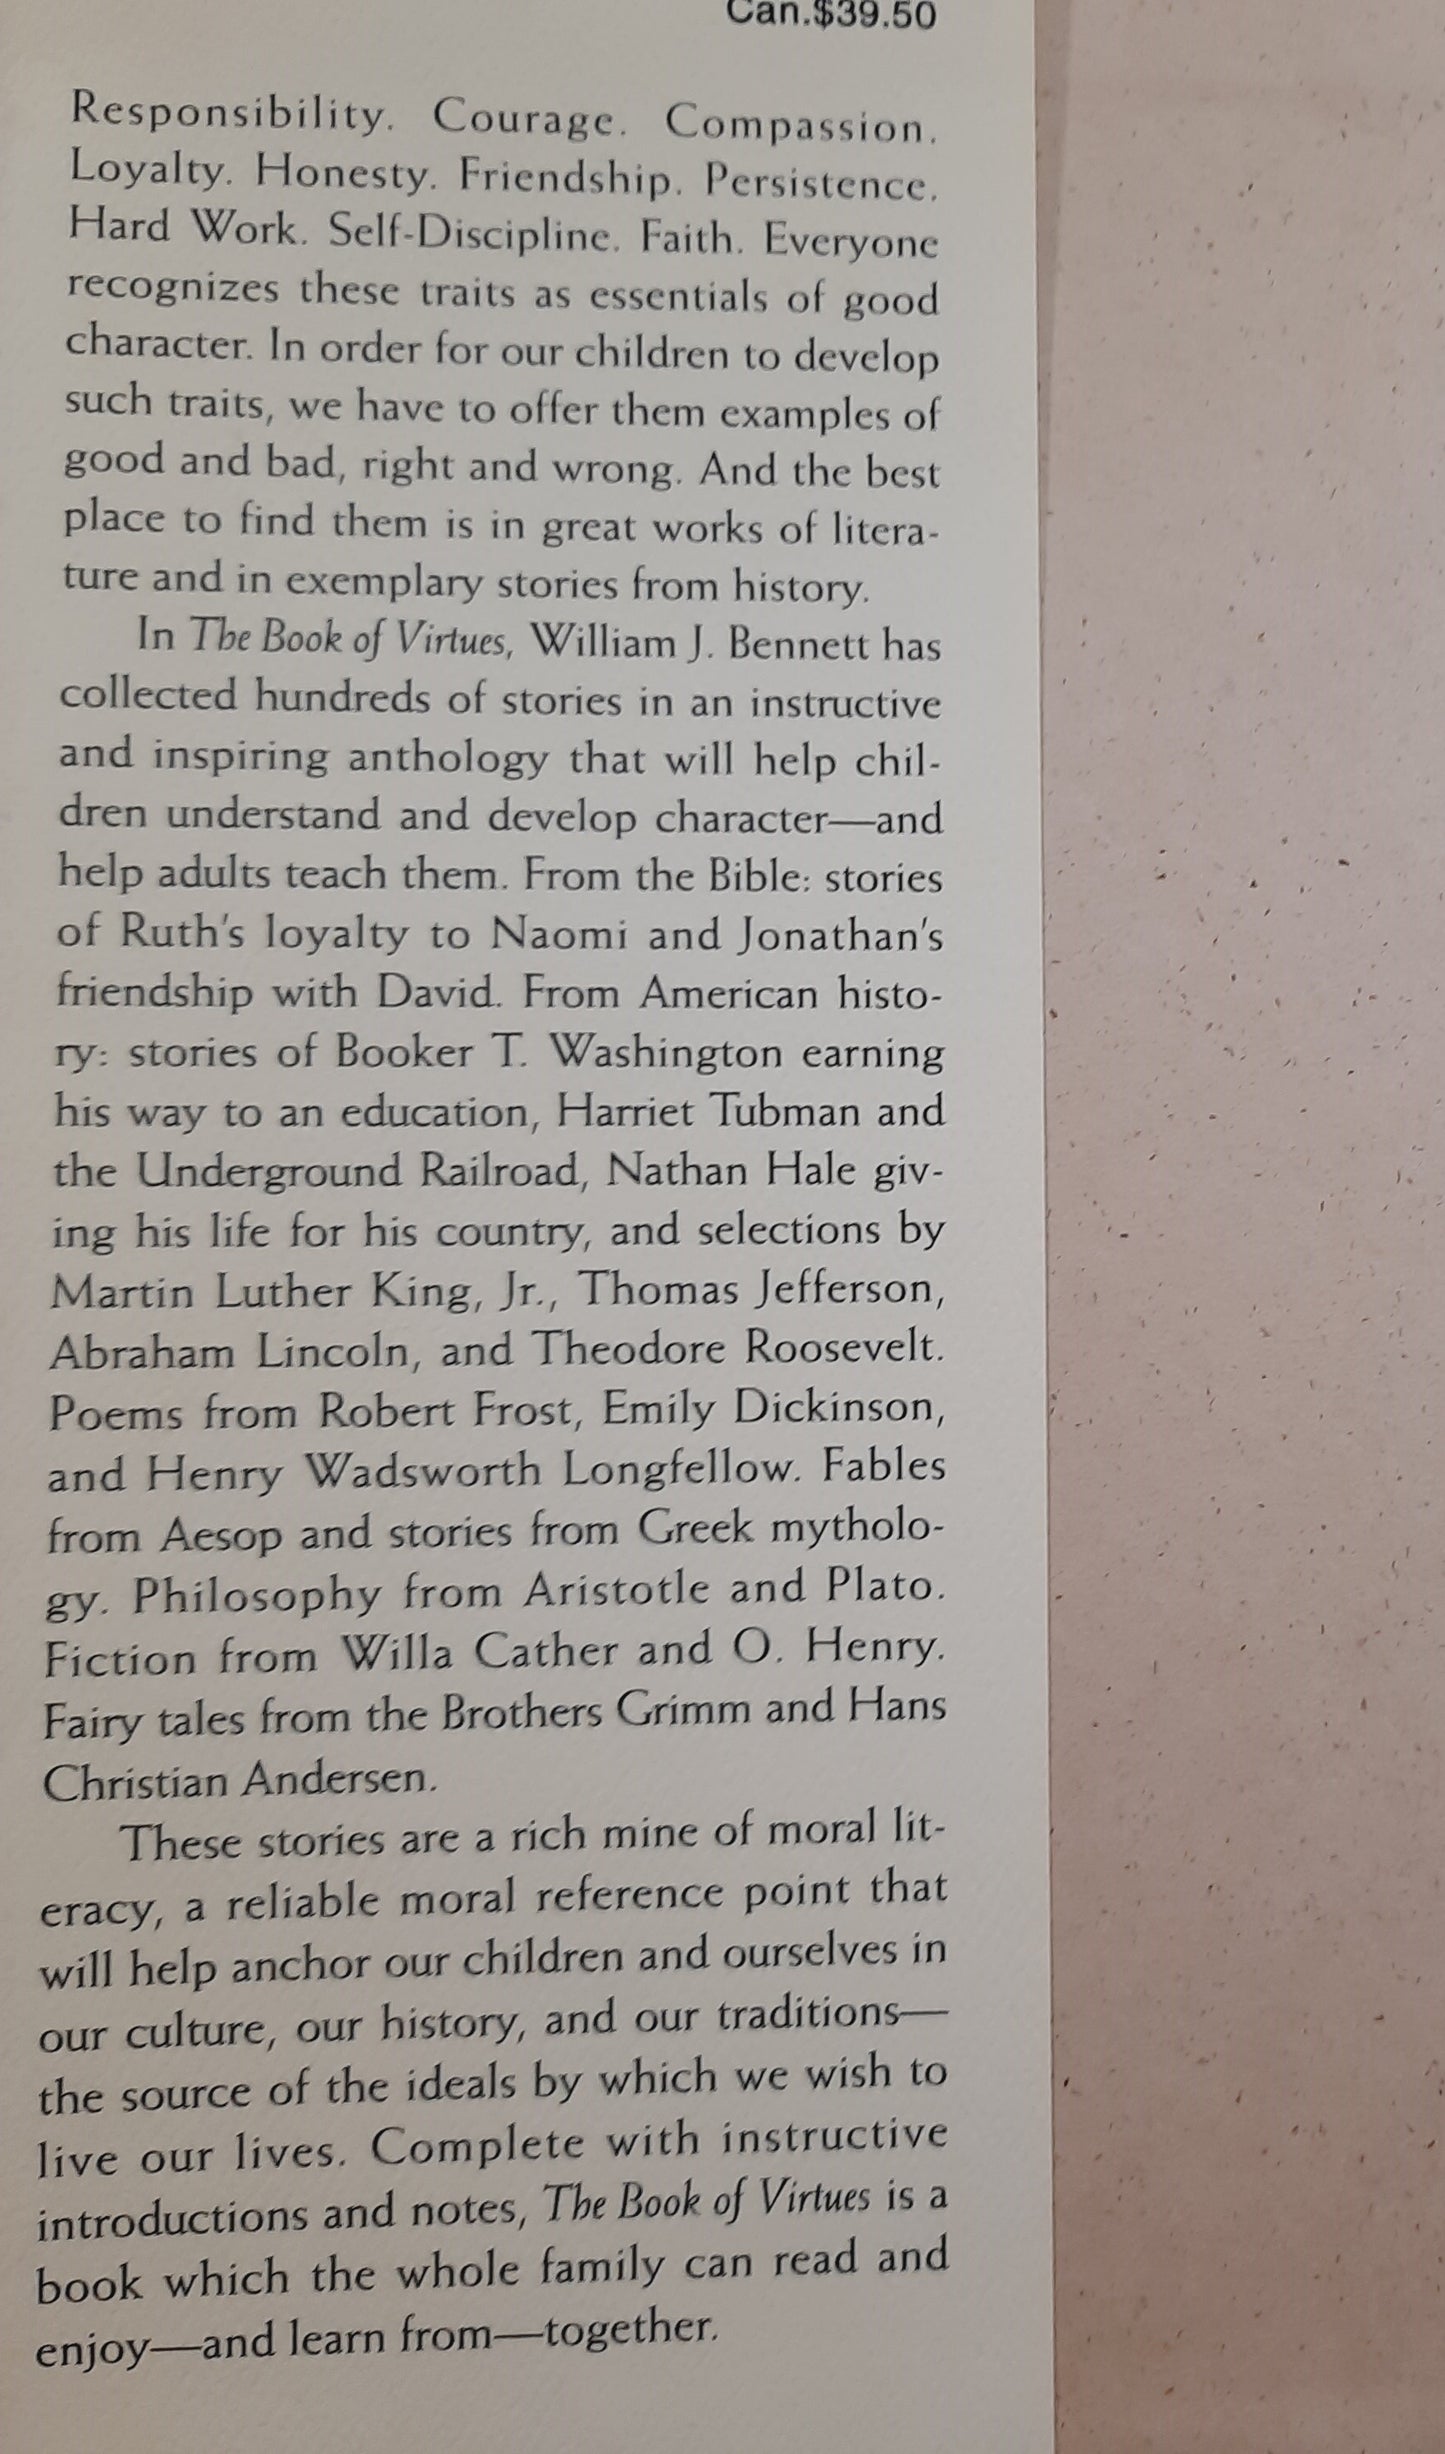 Can.$39.50
Responsibility. Courage. Compassion.
Loyalty. Honesty. Friendship. Persistence.
Hard Work. Self-Discipline. Faith. Everyone
recognizes these traits as essentials of good
character. In order for our children to develop
such traits, we have to offer them examples of
good and bad, right and wrong. And the best
place to find them is in great works of litera-
ture and in exemplary stories from history.
In The Book of Virtues, William J. Bennett has
collected hundreds of stories in an instructive
and inspiring anthology that will help chil-
dren understand and develop character—and
help adults teach them. From the Bible: stories
of Ruth's loyalty to Naomi and Jonathan's
friendship with David. From American histo-
ry: stories of Booker T. Washington earning
his way to an education, Harriet Tubman and
the Underground Railroad, Nathan Hale giv-
ing his life for his country, and selections by
Martin Luther King, Jr., Thomas Jefferson,
Abraham Lincoln, and Theodore Roosevelt.
Poems from Robert Frost, Emily Dickinson,
and Henry Wadsworth Longfellow. Fables
from Aesop and stories from Greek mytholo-
gy. Philosophy from Aristotle and Plato.
Fiction from Willa Cather and O. Henry.
Fairy tales from the Brothers Grimm and Hans
Christian Andersen.
These stories are a rich mine of moral lit-
eracy, a reliable moral reference point that
will help anchor our children and ourselves in
our culture, our history, and our traditions—
the source of the ideals by which we wish to
live our lives. Complete with instructive
introductions and notes, The Book of Virtues is a
book which the whole family can read and
enjoy—and learn from—together.